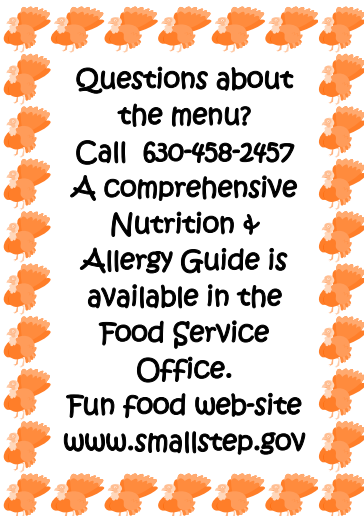 Questions about
the menu?
Call 630-458-2457
A comprehensive
Nutrition &
Allergy Guide is
available in the
Food Service
Office.
Fun food web-site
www.smallstep.gov